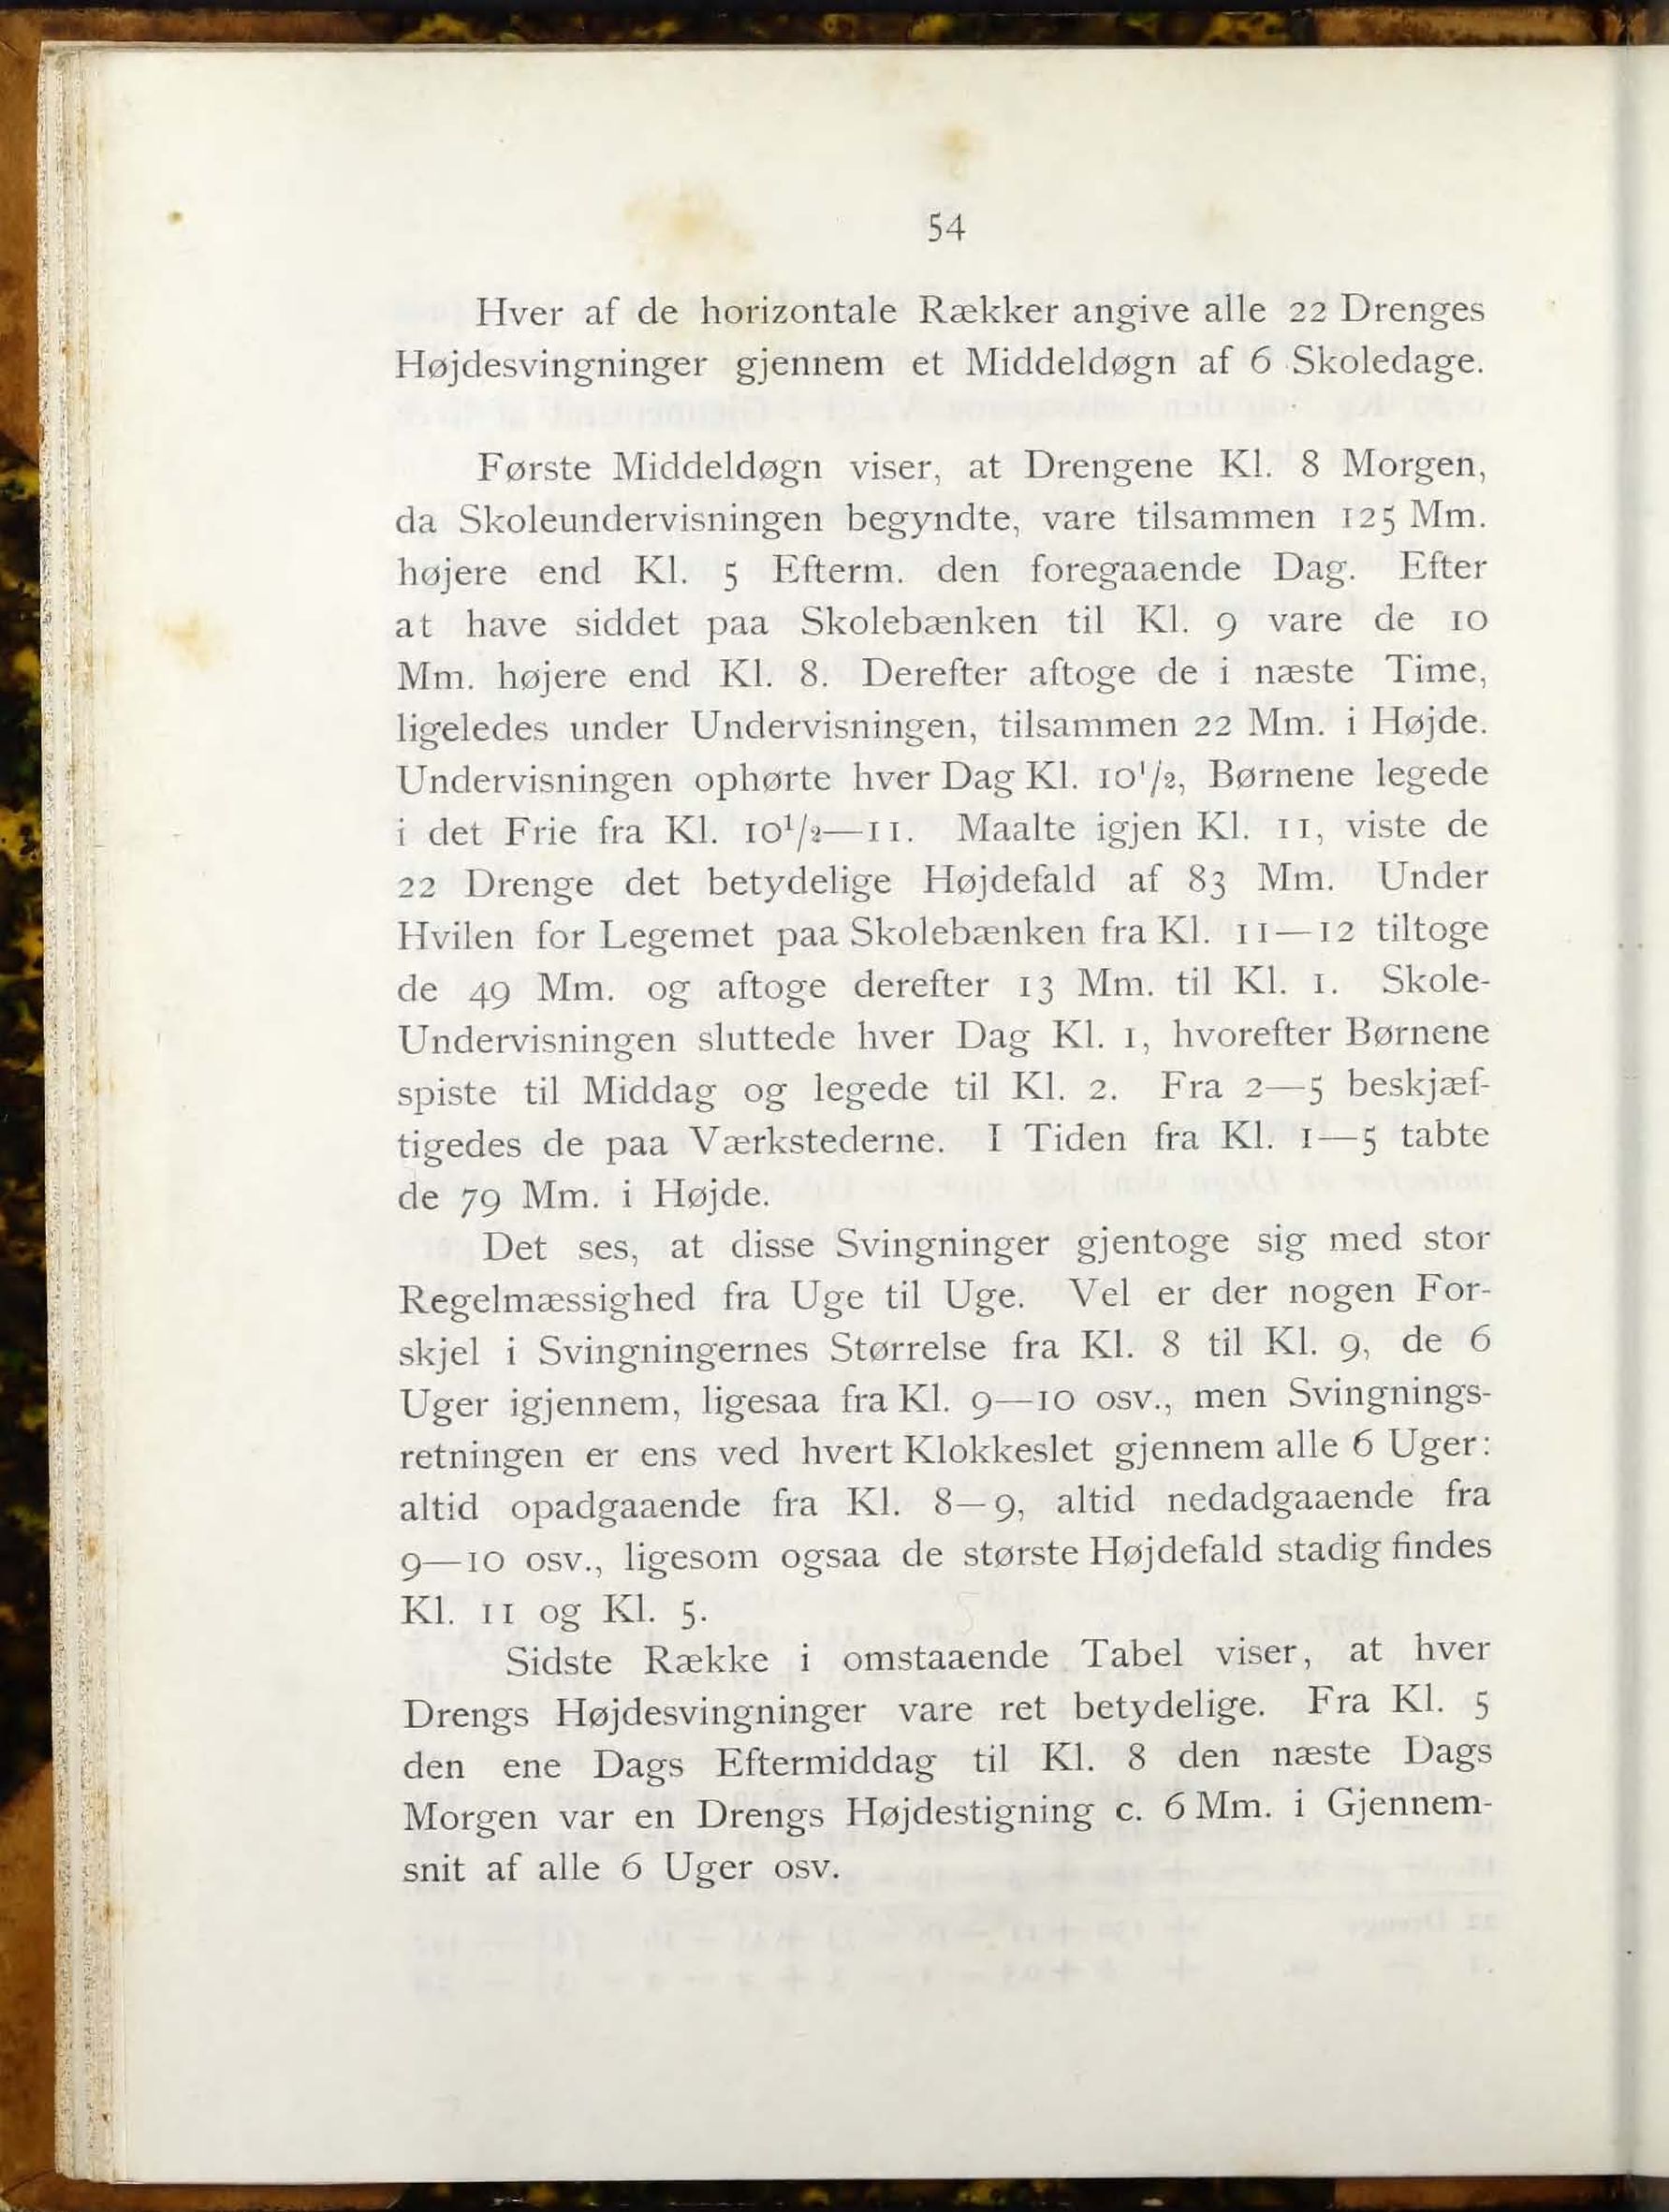 54
Hver af de horizontale Rækker angive alle 22 Drenges
Højdesvingninger gjennem et Middeldøgn af 6 Skoledage.
Første Middeldøgn viser, at Drengene Kl. 8 Morgen,
da Skoleundervisningen begyndte, vare tilsammen 125 Mm.
højere end Kl. 5 Efterm. den foregaaende Dag. Efter
at have siddet paa Skolebænken til Kl. 9 vare de 10
Mm. højere end Kl. 8. Derefter aftoge de i næste Time,
ligeledes under Undervisningen, tilsammen 22 Mm. i Højde.
Undervisningen ophørte hver Dag Kl. 10¹/₂, Børnene legede
i det Frie fra Kl. 10¹/₂—11. Maalte igjen Kl. 11, viste de
22 Drenge det betydelige Højdefald af 83 Mm. Under
Hvilen for Legemet paa Skolebænken fra Kl. 11—12 tiltoge
de 49 Mm. og aftoge derefter 13 Mm. til Kl. 1. Skole-
Undervisningen sluttede hver Dag Kl. 1, hvorefter Børnene
spiste til Middag og legede til Kl. 2. Fra 2—5 beskjæf-
tigedes de paa Værkstederne. I Tiden fra Kl. 1—5 tabte
de 79 Mm. i Højde.
Det ses, at disse Svingninger gjentoge sig med stor
Regelmæssighed fra Uge til Uge. Vel er der nogen For-
skjel i Svingningernes Størrelse fra Kl. 8 til Kl. 9, de 6
Uger igjennem, ligesaa fra Kl. 9—10 osv., men Svingnings-
retningen er ens ved hvert Klokkeslet gjennem alle 6 Uger:
altid opadgaaende fra Kl. 8—9, altid nedadgaaende fra
9—10 osv., ligesom ogsaa de største Højdefald stadig findes
Kl. 11 og Kl. 5.
Sidste Række i omstaaende Tabel viser, at hver
Drengs Højdesvingninger vare ret betydelige. Fra Kl. 5
den ene Dags Eftermiddag til Kl. 8 den næste Dags
Morgen var en Drengs Højdestigning c. 6 Mm. i Gjennem-
snit af alle 6 Uger osv.